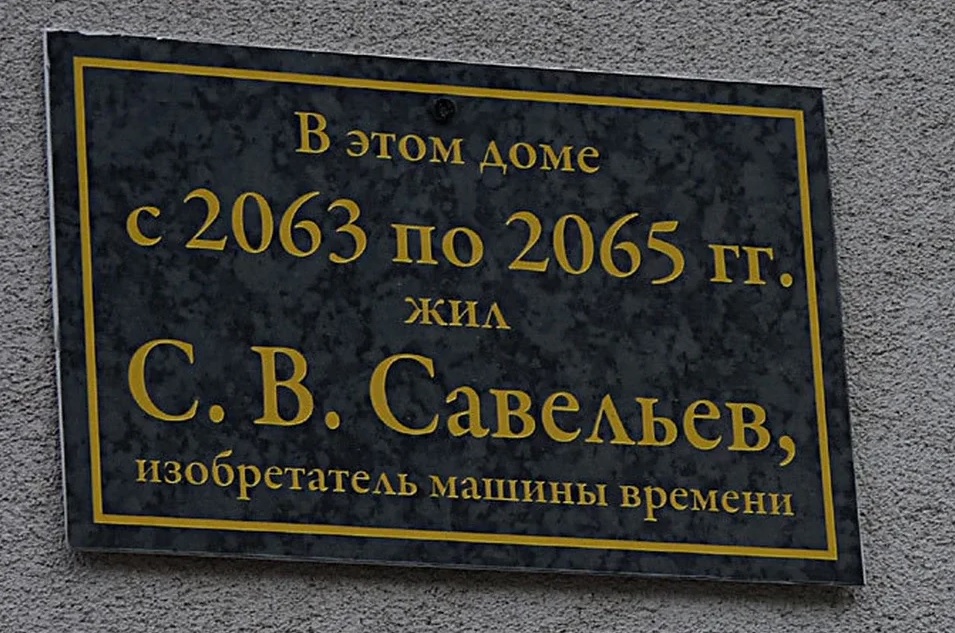 В этом доме
с 2063 по 2065 гг.
жил
С. В. Савельев,
изобретатель машины времени